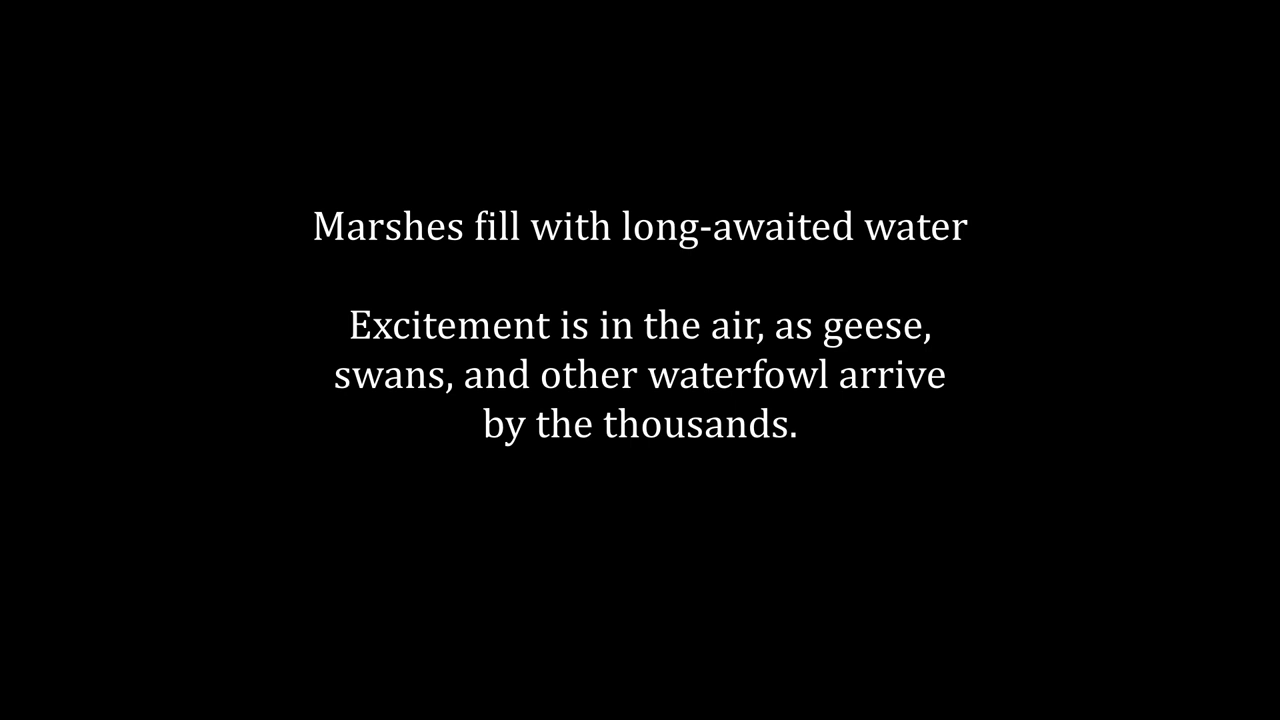 Marshes fill with long-awaited water
Excitement is in the air, as geese,
swans, and other waterfowl arrive
by the thousands.